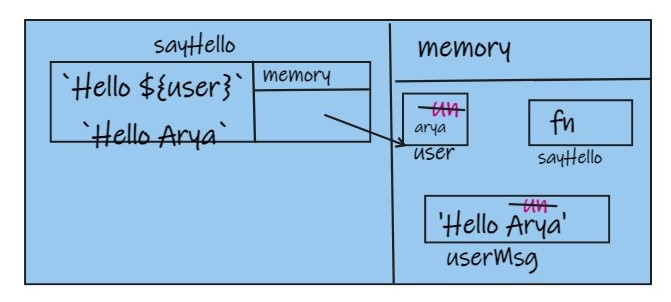 sayHello
`Hello ${user}`
`Hello Arya`
memory
memory
un
arya
user
fn
sayHello
un
'Hello Arya'
userMsg